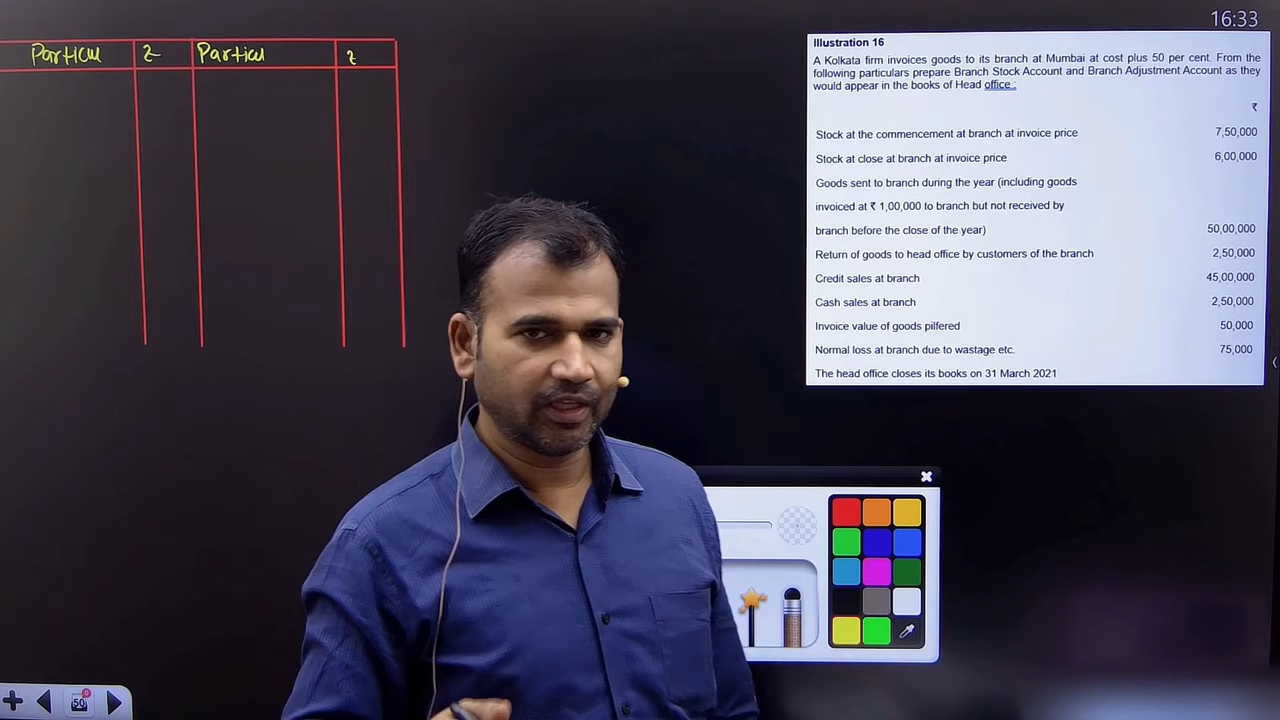 16:33
Particu ₹ Particu ₹
Illustration 16
A Kolkata firm invoices goods to its branch at Mumbai at cost plus 50 per cent. From the
following particulars prepare Branch Stock Account and Branch Adjustment Account as they
would appear in the books of Head office :
₹
Stock at the commencement at branch at invoice price 7,50,000
Stock at close at branch at invoice price 6,00,000
Goods sent to branch during the year (including goods
invoiced at ₹ 1,00,000 to branch but not received by
branch before the close of the year) 50,00,000
Return of goods to head office by customers of the branch 2,50,000
Credit sales at branch 45,00,000
Cash sales at branch 2,50,000
Invoice value of goods pilfered 50,000
Normal loss at branch due to wastage etc. 75,000
The head office closes its books on 31 March 2021
50
0